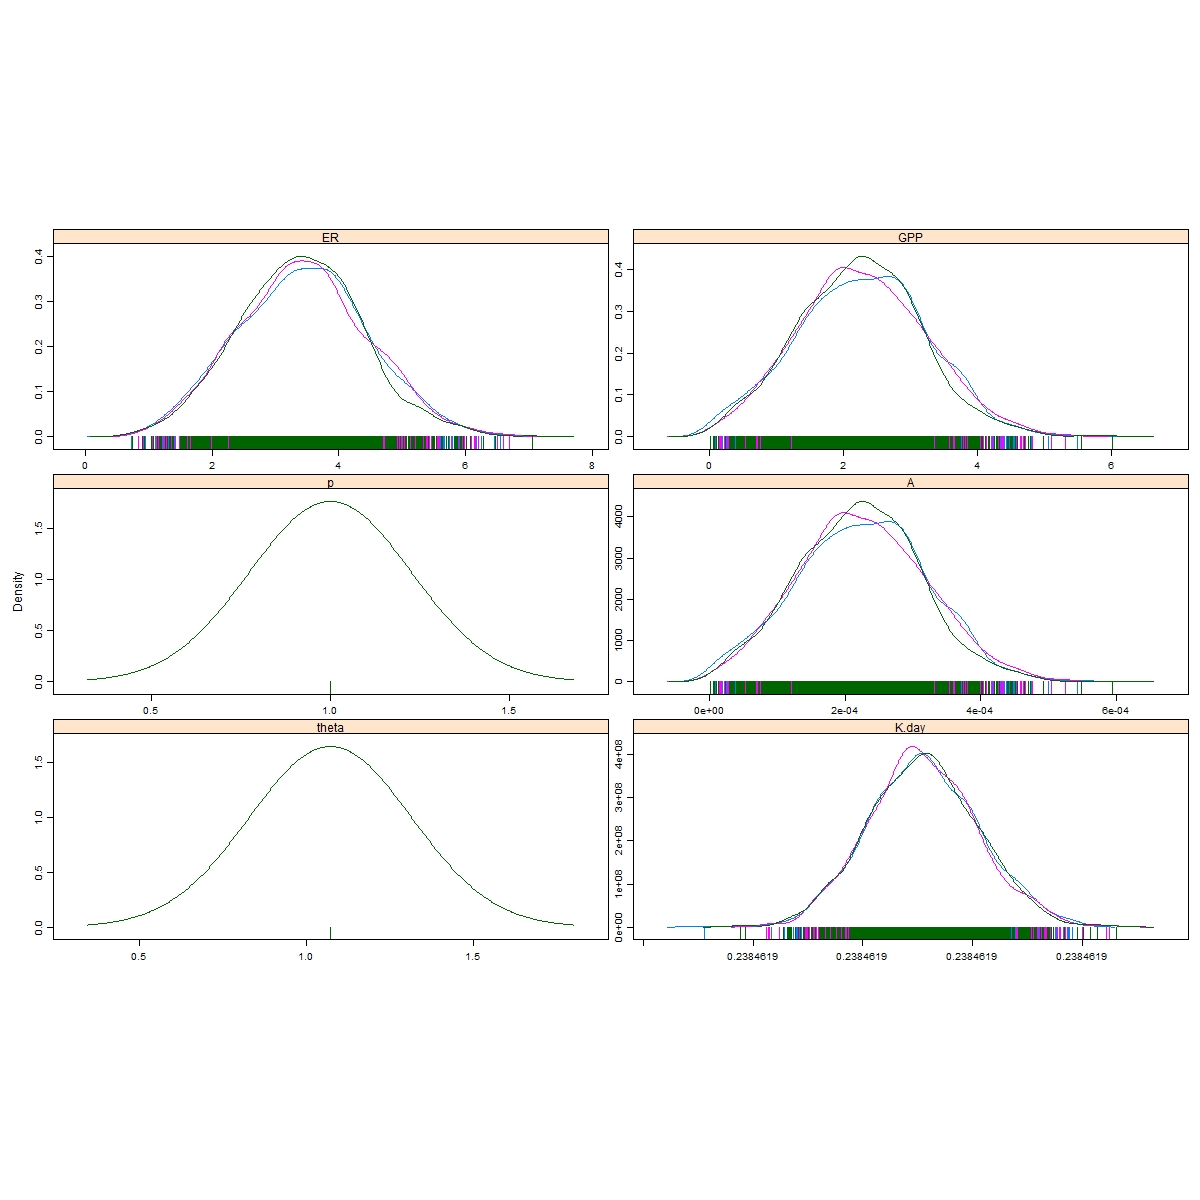 ER
GPP
0.0 0.1 0.2 0.3 0.4
0.0 0.1 0.2 0.3 0.4
0 2 4 6 8
0 2 4 6
p
A
Density
0.0 0.5 1.0 1.5
0 1000 2000 3000 4000
0.5 1.0 1.5
0e+00 2e-04 4e-04 6e-04
theta
K.day
0.0 0.5 1.0 1.5
0e+00 1e+08 2e+08 3e+08 4e+08
0.5 1.0 1.5
0.2384619 0.2384619 0.2384619 0.2384619